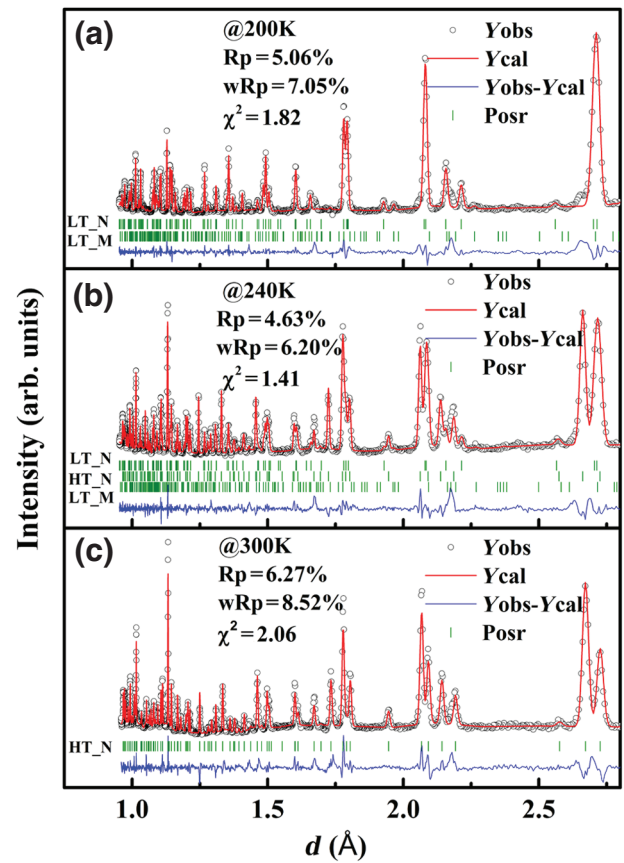 (a)
@200K
Rp=5.06%
wRp=7.05%
χ²=1.82
Yobs
Ycal
Yobs-Ycal
Posr
LT_N
LT_M
(b)
@240K
Rp=4.63%
wRp=6.20%
χ²=1.41
Yobs
Ycal
Yobs-Ycal
Posr
LT_N
HT_N
LT_M
(c)
@300K
Rp=6.27%
wRp=8.52%
χ²=2.06
Yobs
Ycal
Yobs-Ycal
Posr
HT_N
Intensity (arb. units)
1.0 1.5 2.0 2.5
d (Å)